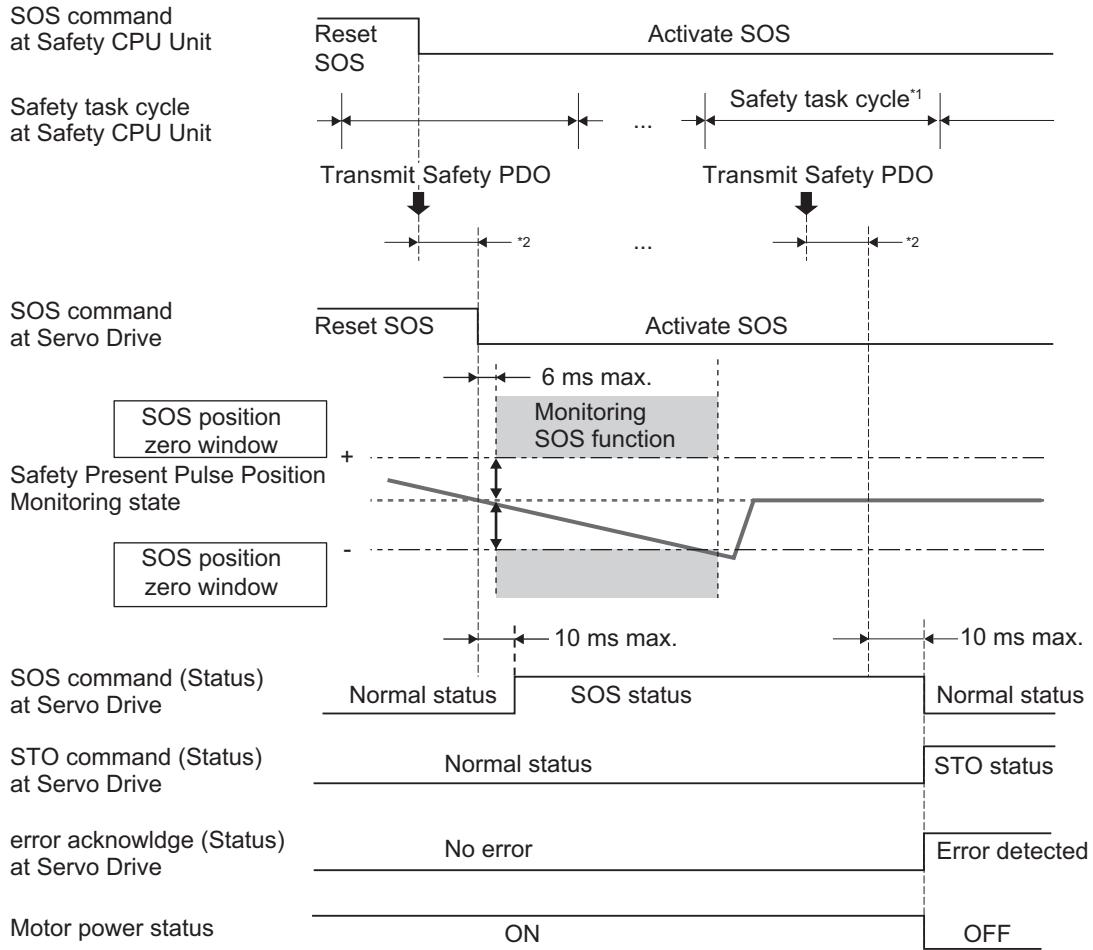 SOS command
at Safety CPU Unit
Reset
SOS
Activate SOS
Safety task cycle
at Safety CPU Unit
...
Safety task cycle*1
Transmit Safety PDO
Transmit Safety PDO
*2
...
*2
SOS command
at Servo Drive
Reset SOS
Activate SOS
6 ms max.
SOS position
zero window
Monitoring
SOS function
+
Safety Present Pulse Position
Monitoring state
-
SOS position
zero window
10 ms max.
10 ms max.
SOS command (Status)
at Servo Drive
Normal status
SOS status
Normal status
STO command (Status)
at Servo Drive
Normal status
STO status
error acknowldge (Status)
at Servo Drive
No error
Error detected
Motor power status
ON
OFF